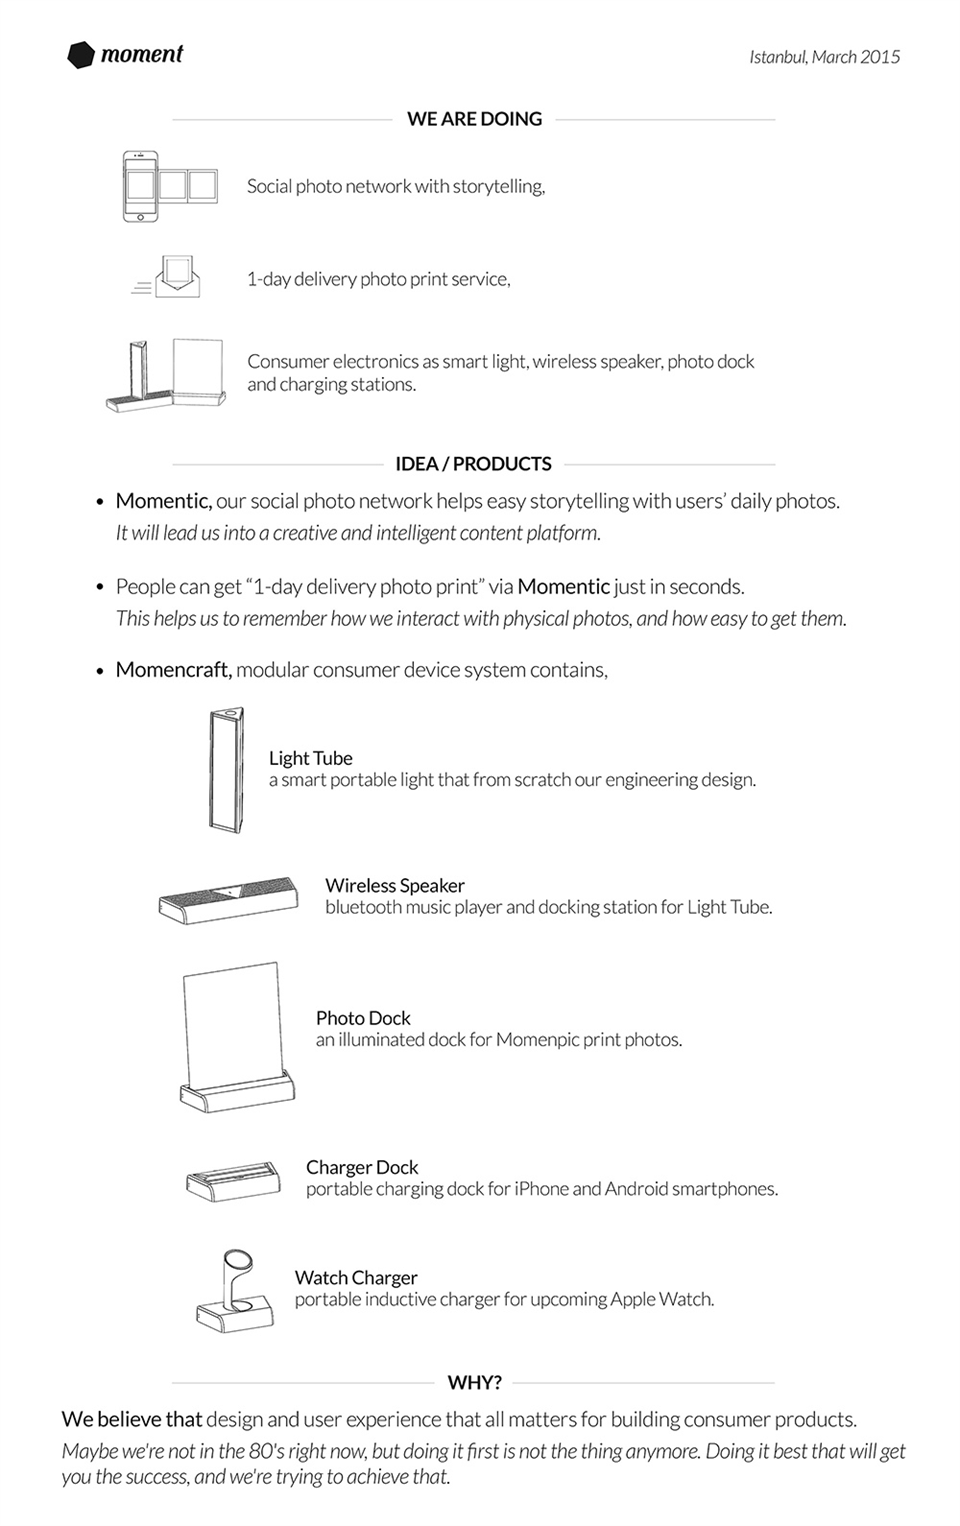 moment
Istanbul, March 2015
WE ARE DOING
Social photo network with storytelling,
1-day delivery photo print service,
Consumer electronics as smart light, wireless speaker, photo dock
and charging stations.
IDEA / PRODUCTS
• Momentic, our social photo network helps easy storytelling with users’ daily photos.
It will lead us into a creative and intelligent content platform.
• People can get “1-day delivery photo print” via Momentic just in seconds.
This helps us to remember how we interact with physical photos, and how easy to get them.
• Momencraft, modular consumer device system contains,
Light Tube
a smart portable light that from scratch our engineering design.
Wireless Speaker
bluetooth music player and docking station for Light Tube.
Photo Dock
an illuminated dock for Momenpic print photos.
Charger Dock
portable charging dock for iPhone and Android smartphones.
Watch Charger
portable inductive charger for upcoming Apple Watch.
WHY?
We believe that design and user experience that all matters for building consumer products.
Maybe we're not in the 80's right now, but doing it first is not the thing anymore. Doing it best that will get
you the success, and we're trying to achieve that.